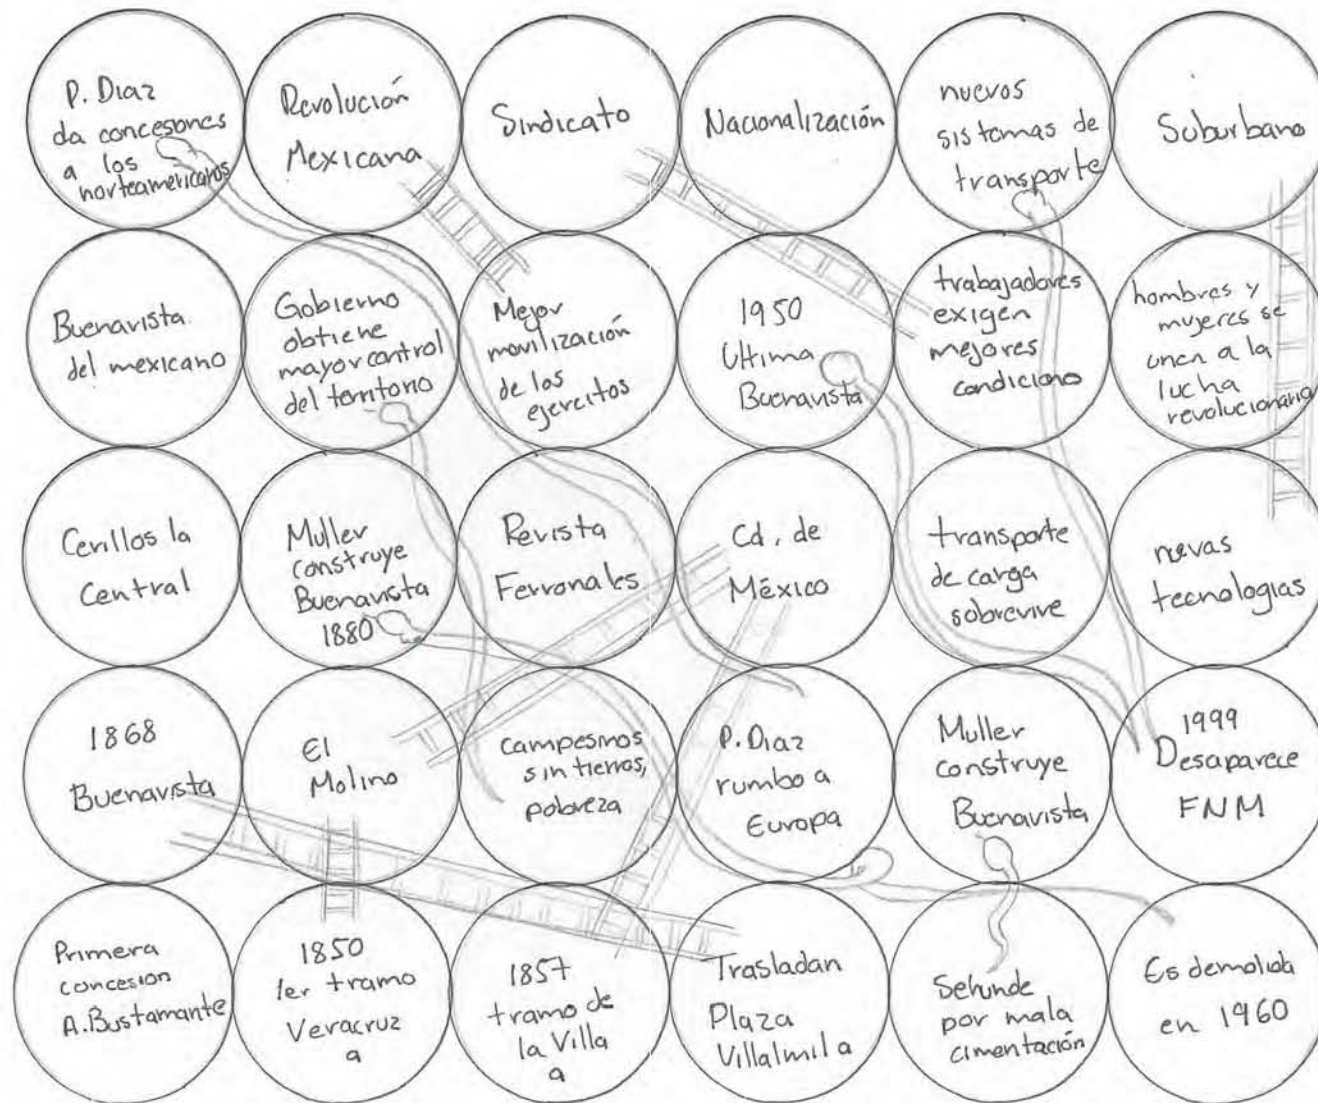 P. Diaz
da concesones
a los
norteamericanos
Revolución
Mexicana
Sindicato
Nacionalización
nuevos
sistemas de
transporte
Suburbano
Buenavista
del mexicano
Gobierno
obtiene
mayor control
del territorio
Mejor
movilización
de los
ejercitos
1950
Ultima
Buenavista
trabajadores
exigen
mejores
condiciono
hombres y
mujeres se
unen a la
lucha
revolucionaria
Cerillos la
Central
Muller
construye
Buenavista
1880
Revista
Ferronales
Cd. de
México
transporte
de carga
sobrevive
nuevas
tecnologias
1868
Buenavista
El
Molino
campesinos
sin tierras,
pobreza
P. Diaz
rumbo a
Europa
Muller
construye
Buenavista
1999
Desaparece
FNM
Primera
concesion
A. Bustamante
1850
1er tramo
Veracruz
a
1857
tramo de
la Villa
a
Trasladan
Plaza
Villalmil a
Sehunde
por mala
cimentación
Es demolida
en 1960